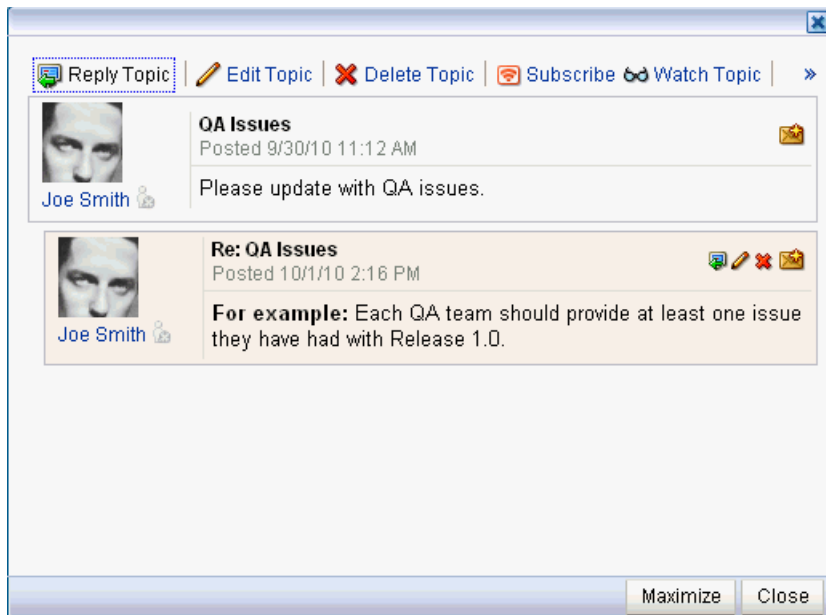 Reply Topic Edit Topic Delete Topic Subscribe Watch Topic »
QA Issues
Posted 9/30/10 11:12 AM
Please update with QA issues.
Joe Smith
Re: QA Issues
Posted 10/1/10 2:16 PM
For example: Each QA team should provide at least one issue
they have had with Release 1.0.
Joe Smith
Maximize Close